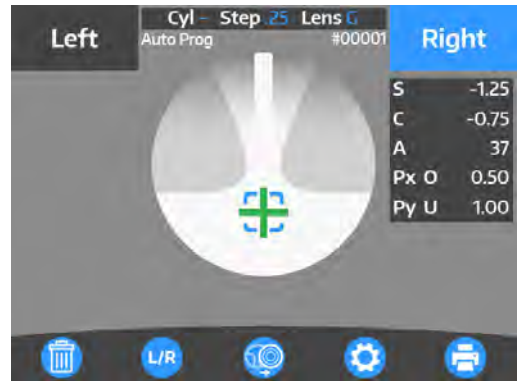 Left
Cyl - Step .25 Lens G
Auto Prog #00001
Right
S -1.25
C -0.75
A 37
Px O 0.50
Py U 1.00
L/R